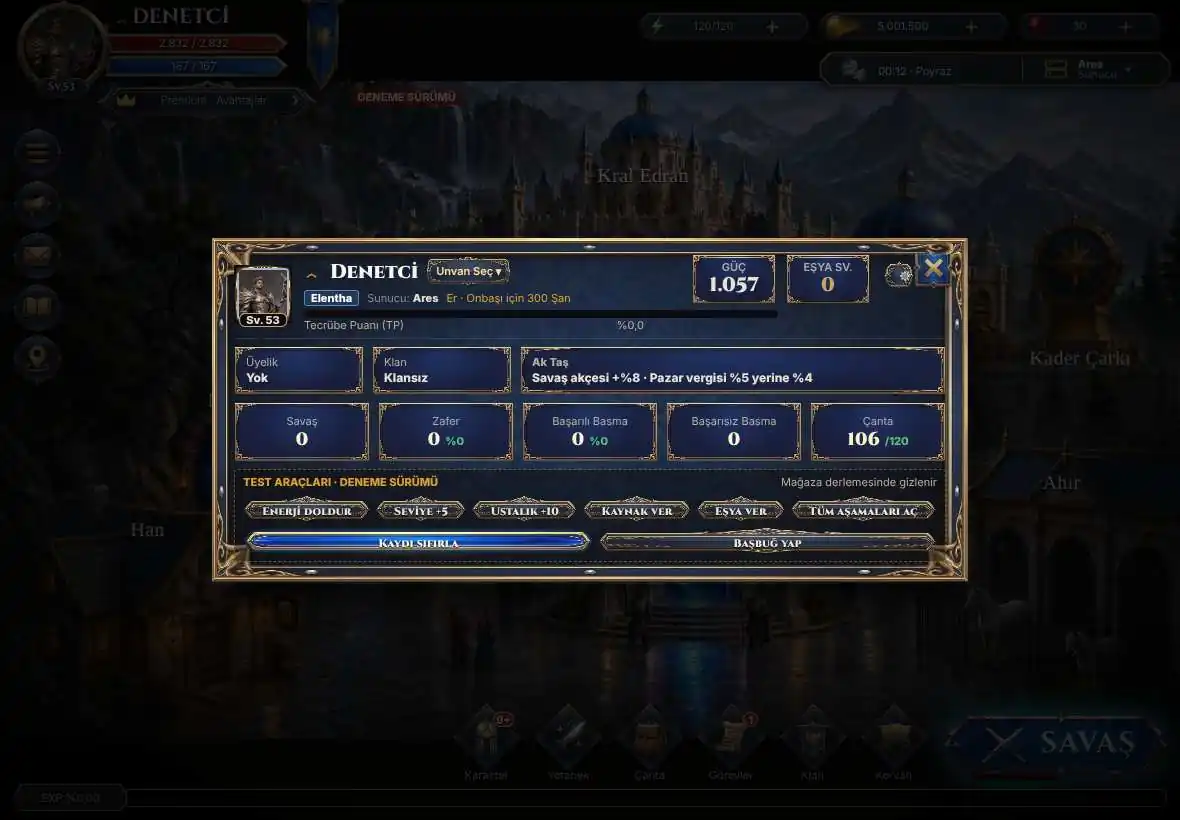 DENETCİ
2.832 / 2.832
167 / 167
Sv.53
Premium Avantajlar
120/120
5.001.500
30
00:12 · Poyraz
Ares
Sunucu
DENEME SÜRÜMÜ
Kral Edran
DENETCİ
Unvan Seç
GÜÇ
1.057
EŞYA SV.
0
Elentha
Sunucu: Ares
Er · Onbaşı için 300 Şan
Sv. 53
Tecrübe Puanı (TP)
%0,0
Üyelik
Yok
Klan
Klansız
Ak Taş
Savaş akçesi +%8 · Pazar vergisi %5 yerine %4
Savaş
0
Zafer
0 %0
Başarılı Basma
0 %0
Başarısız Basma
0
Çanta
106 /120
TEST ARAÇLARI · DENEME SÜRÜMÜ
Mağaza derlemesinde gizlenir
ENERJİ DOLDUR
SEVİYE +5
USTALIK +10
KAYNAK VER
EŞYA VER
TÜM AŞAMALARI AÇ
KAYDI SIFIRLA
BAŞBUĞ YAP
Kader Çarkı
Ahır
Han
9+
1
Karakter
Yetenek
Çanta
Görevler
Klan
Kervan
SAVAŞ
EXP %0,00